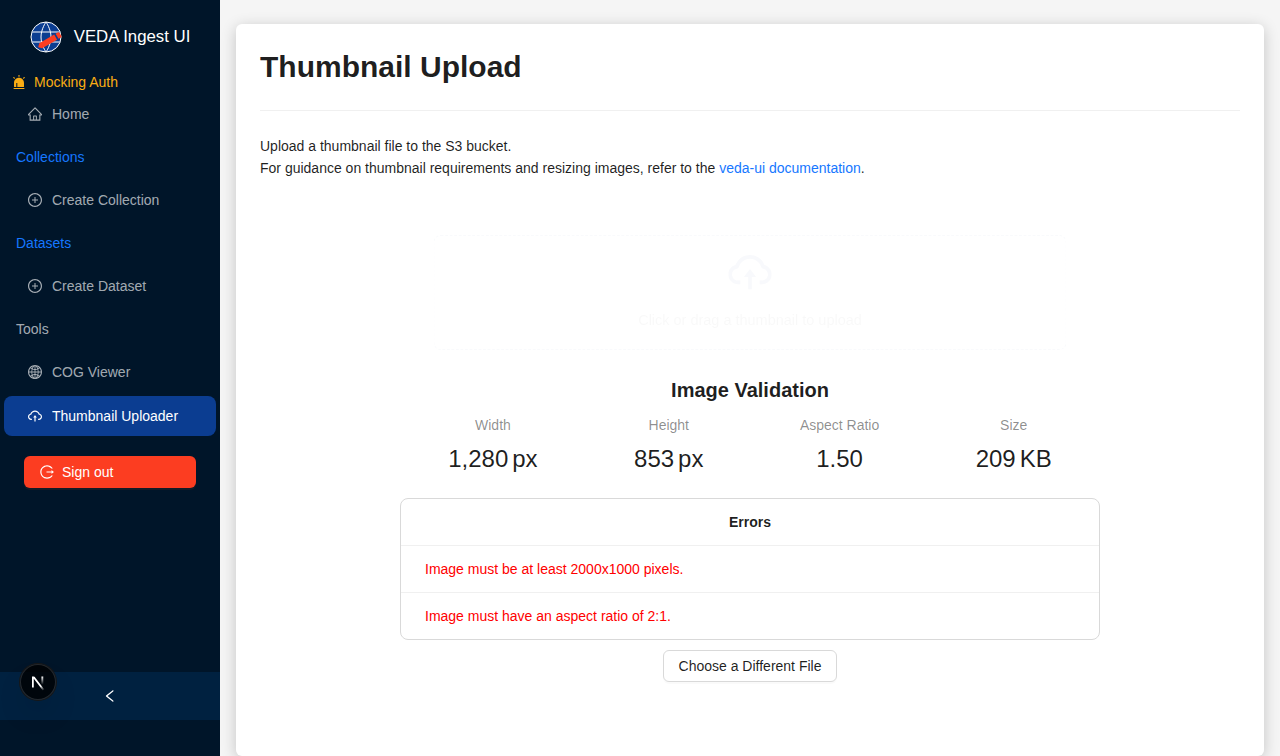 VEDA Ingest UI
Mocking Auth
Home
Collections
Create Collection
Datasets
Create Dataset
Tools
COG Viewer
Thumbnail Uploader
Sign out
N
Thumbnail Upload
Upload a thumbnail file to the S3 bucket.
For guidance on thumbnail requirements and resizing images, refer to the veda-ui documentation.
Click or drag a thumbnail to upload
Image Validation
Width Height Aspect Ratio Size
1,280 px 853 px 1.50 209 KB
Errors
Image must be at least 2000x1000 pixels.
Image must have an aspect ratio of 2:1.
Choose a Different File